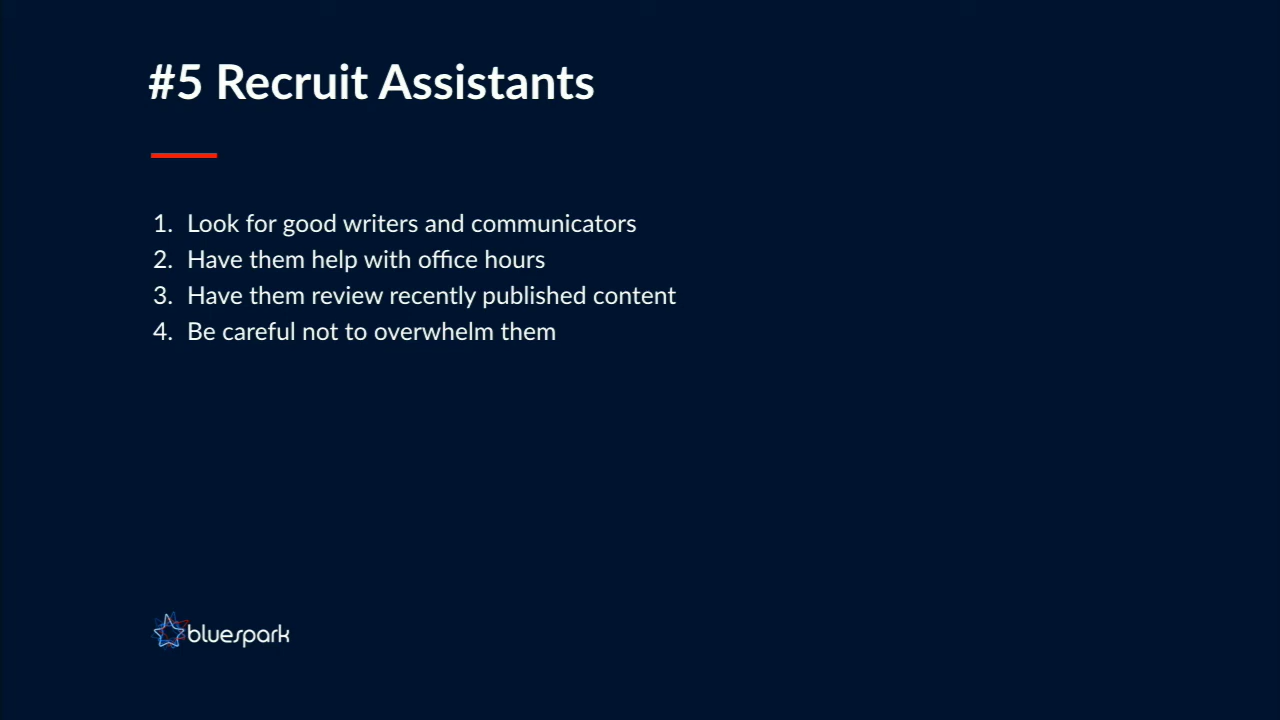 #5 Recruit Assistants
1. Look for good writers and communicators
2. Have them help with office hours
3. Have them review recently published content
4. Be careful not to overwhelm them
bluespark